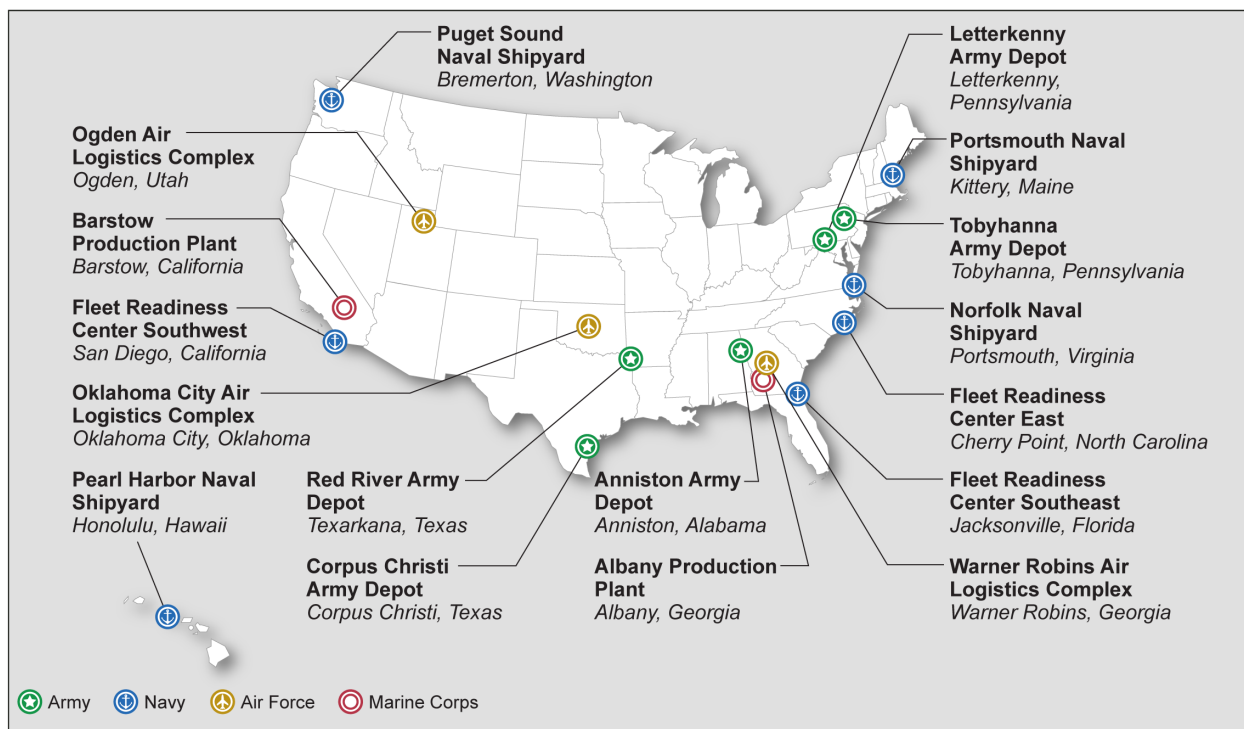 Puget Sound
Naval Shipyard
Bremerton, Washington
Letterkenny
Army Depot
Letterkenny,
Pennsylvania
Ogden Air
Logistics Complex
Ogden, Utah
Portsmouth Naval
Shipyard
Kittery, Maine
Barstow
Production Plant
Barstow, California
Tobyhanna
Army Depot
Tobyhanna, Pennsylvania
Fleet Readiness
Center Southwest
San Diego, California
Norfolk Naval
Shipyard
Portsmouth, Virginia
Oklahoma City Air
Logistics Complex
Oklahoma City, Oklahoma
Fleet Readiness
Center East
Cherry Point, North Carolina
Pearl Harbor Naval
Shipyard
Honolulu, Hawaii
Red River Army
Depot
Texarkana, Texas
Anniston Army
Depot
Anniston, Alabama
Fleet Readiness
Center Southeast
Jacksonville, Florida
Corpus Christi
Army Depot
Corpus Christi, Texas
Albany Production
Plant
Albany, Georgia
Warner Robins Air
Logistics Complex
Warner Robins, Georgia
Army
Navy
Air Force
Marine Corps